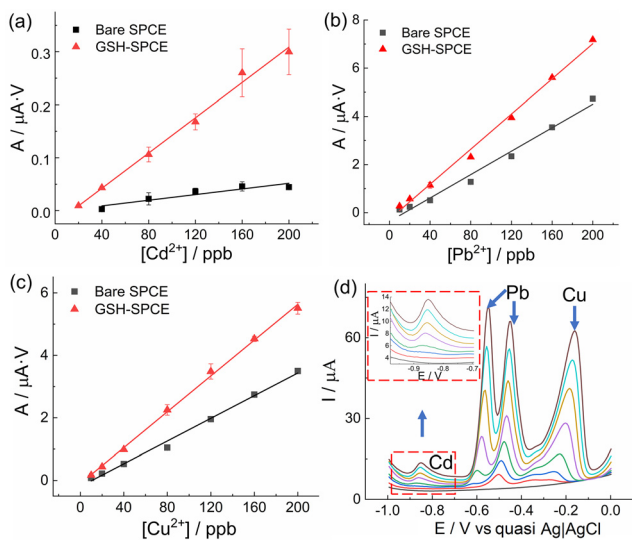 (a)
Bare SPCE
GSH-SPCE
A / μA·V
0.3
0.2
0.1
0.0
0 40 80 120 160 200
[Cd²⁺] / ppb
(b)
Bare SPCE
GSH-SPCE
A / μA·V
8
6
4
2
0
0 40 80 120 160 200
[Pb²⁺] / ppb
(c)
Bare SPCE
GSH-SPCE
A / μA·V
6
4
2
0
0 40 80 120 160 200
[Cu²⁺] / ppb
(d)
Pb
Cu
Cd
I / μA
60
30
0
-1.0 -0.8 -0.6 -0.4 -0.2 0.0
E / V vs quasi Ag|AgCl
I / μA
14
12
10
8
6
4
-0.9 -0.8 -0.7
E / V